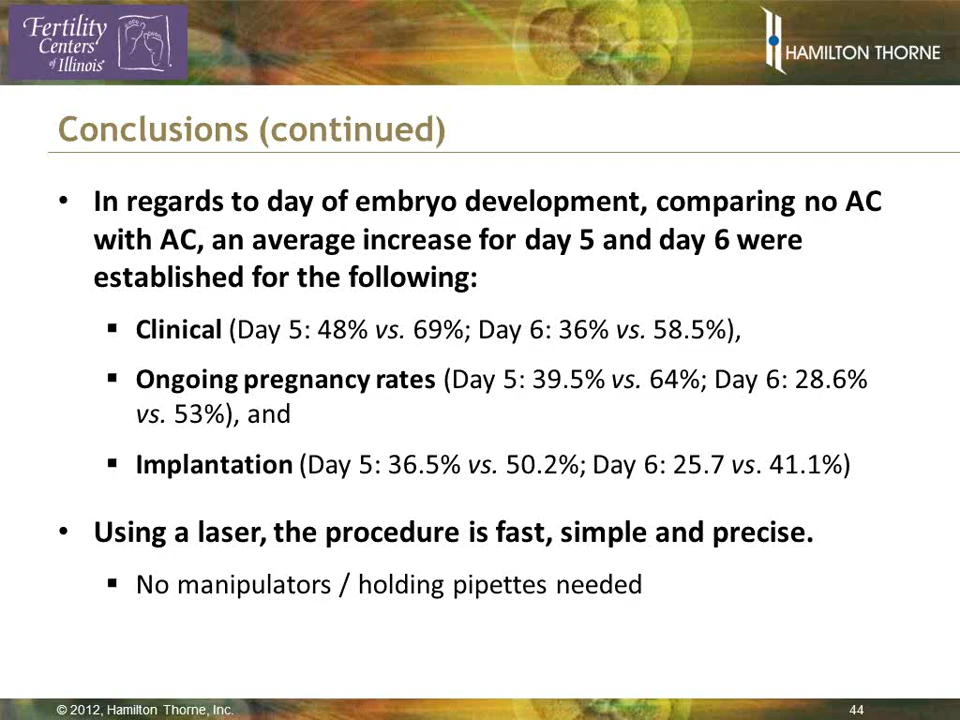 Fertility
Centers®
of Illinois®
HAMILTON THORNE
Conclusions (continued)
• In regards to day of embryo development, comparing no AC
with AC, an average increase for day 5 and day 6 were
established for the following:
▪ Clinical (Day 5: 48% vs. 69%; Day 6: 36% vs. 58.5%),
▪ Ongoing pregnancy rates (Day 5: 39.5% vs. 64%; Day 6: 28.6%
vs. 53%), and
▪ Implantation (Day 5: 36.5% vs. 50.2%; Day 6: 25.7 vs. 41.1%)
• Using a laser, the procedure is fast, simple and precise.
▪ No manipulators / holding pipettes needed
© 2012, Hamilton Thorne, Inc.
44